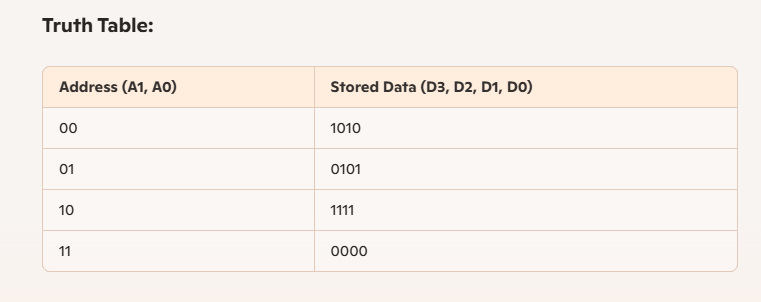 Truth Table:
Address (A1, A0) Stored Data (D3, D2, D1, D0)
00 1010
01 0101
10 1111
11 0000